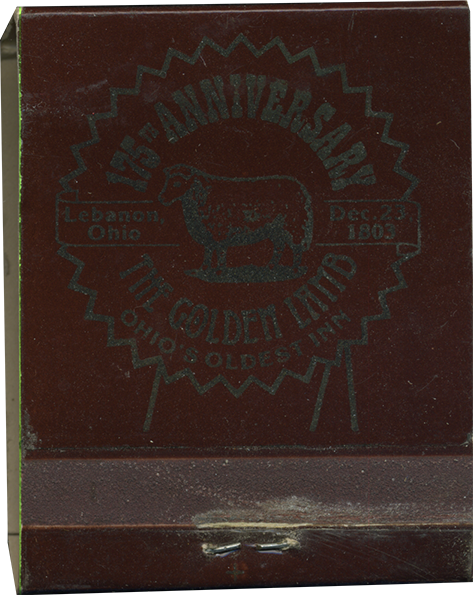 175TH ANNIVERSARY
Lebanon, Ohio
Dec. 23, 1803
THE GOLDEN LAMB
OHIO'S OLDEST INN